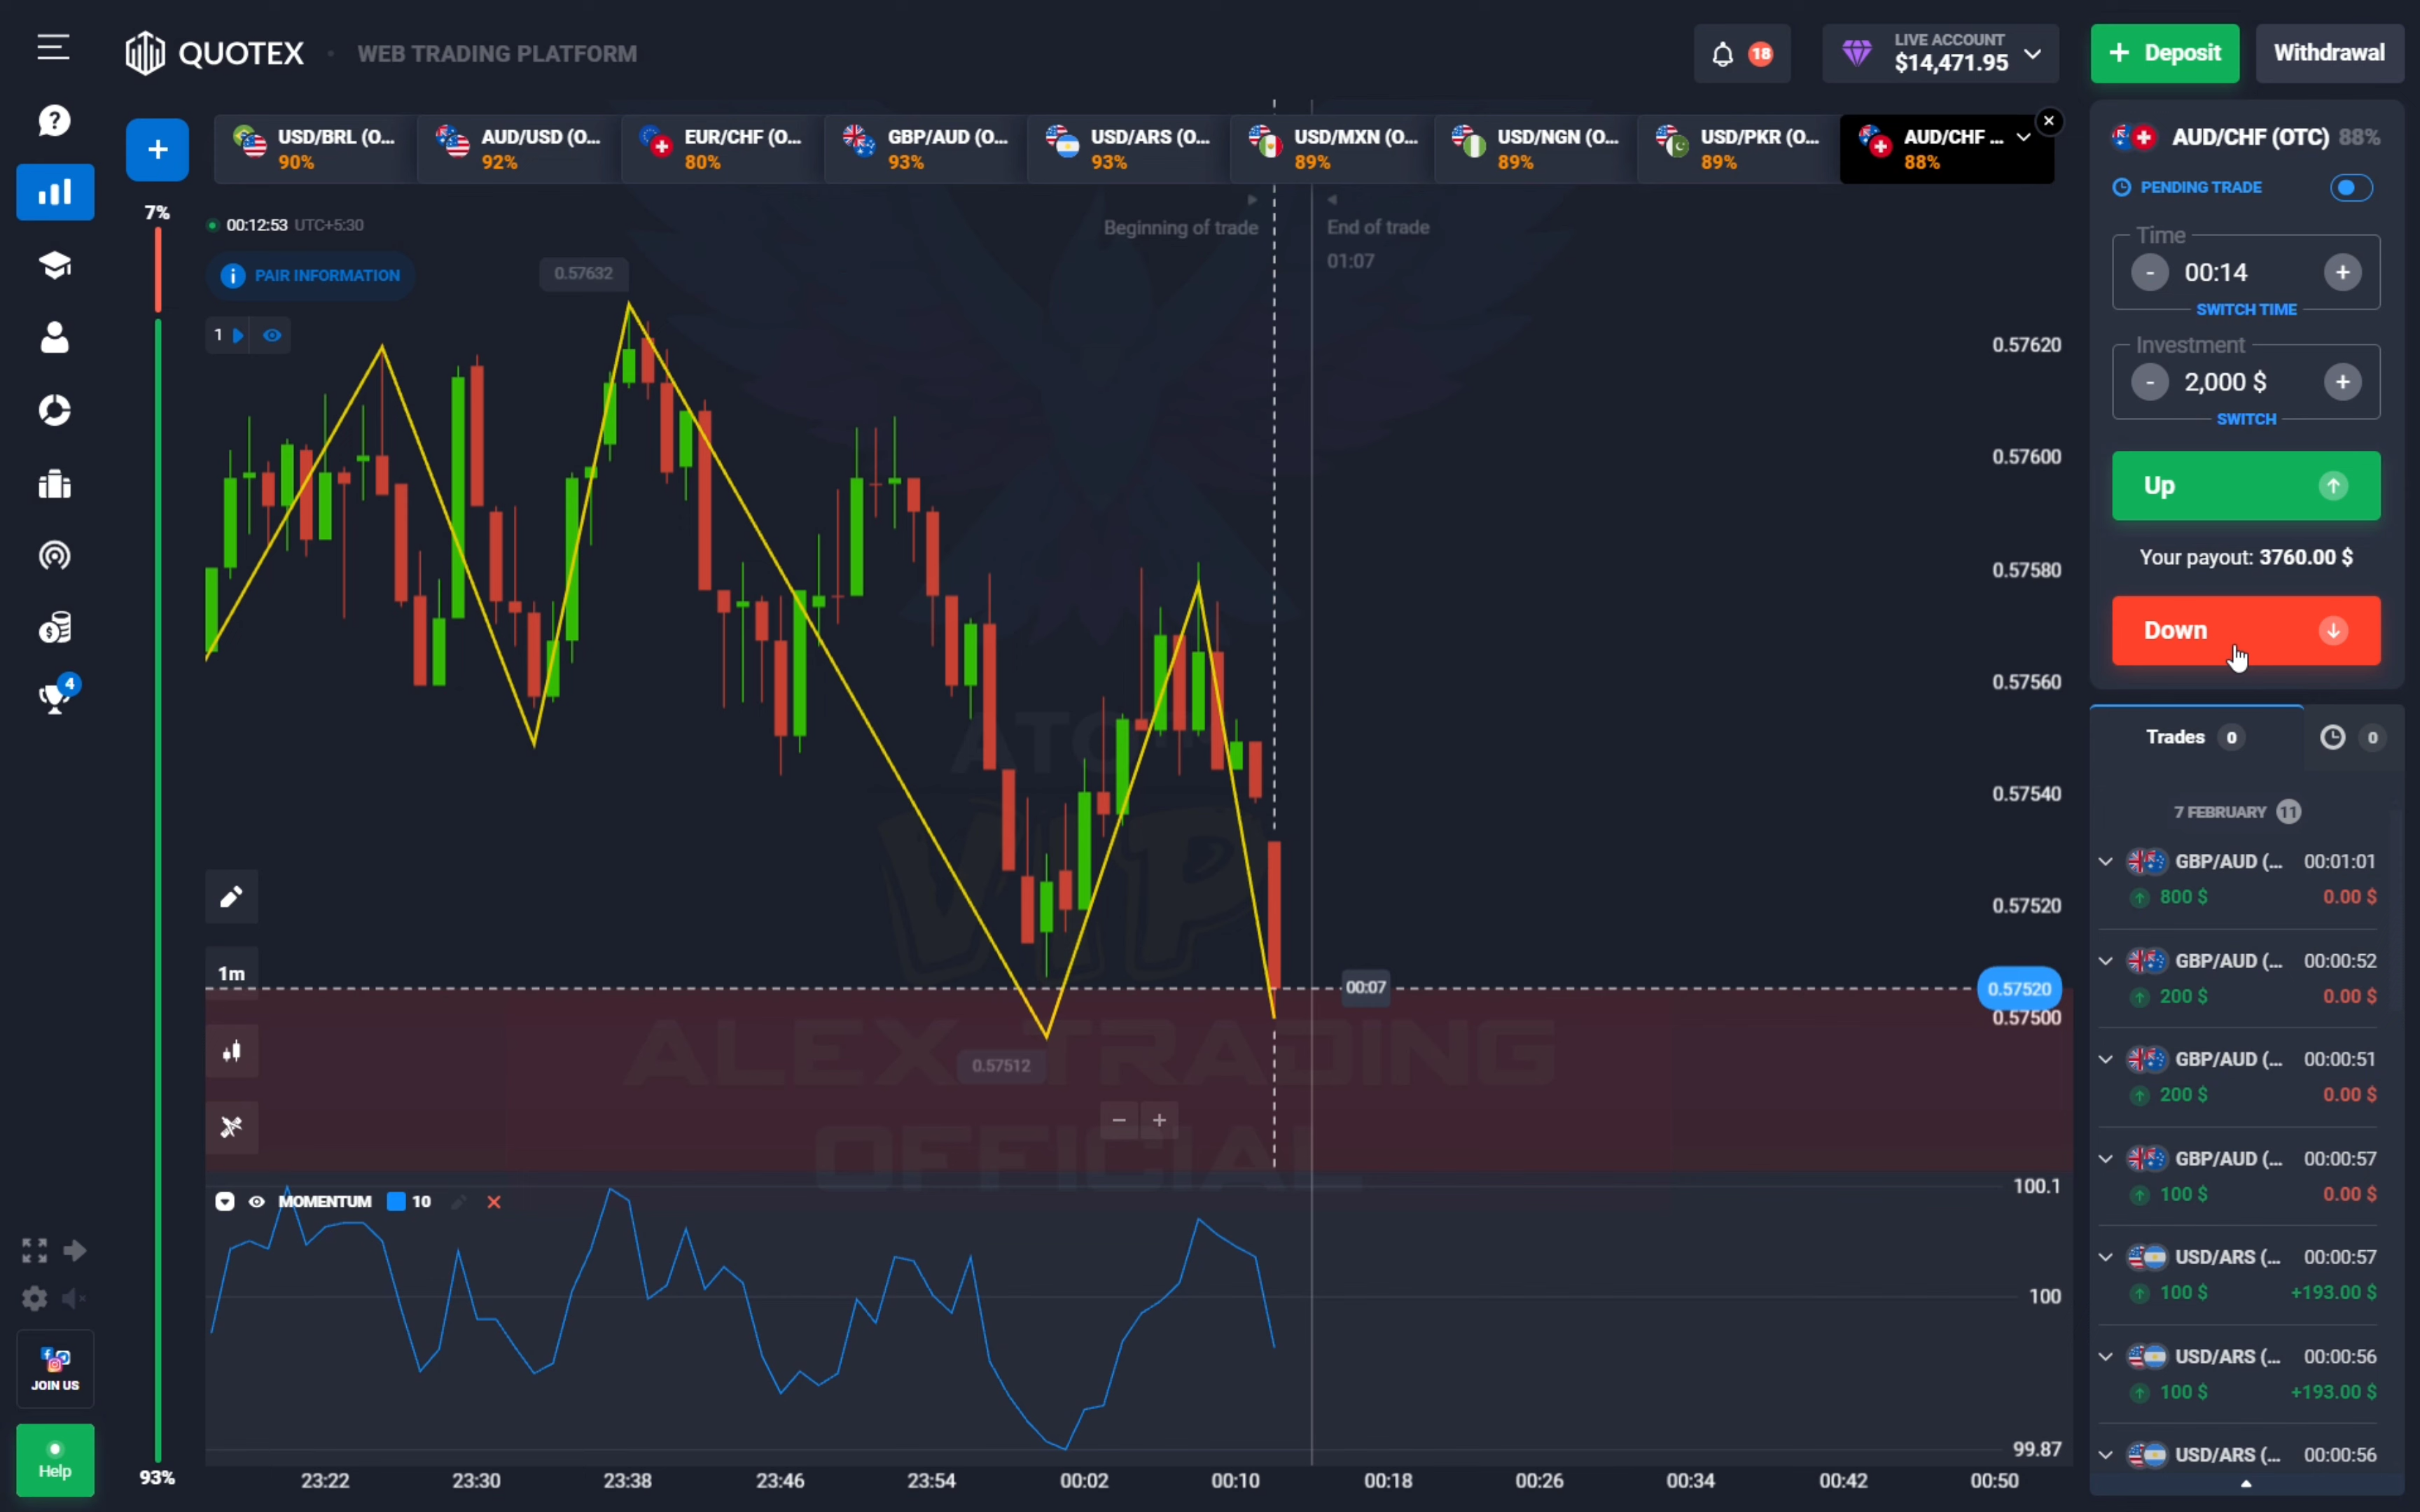 QUOTEX • WEB TRADING PLATFORM
18
LIVE ACCOUNT
$14,471.95
+ Deposit
Withdrawal
USD/BRL (O...
90%
AUD/USD (O...
92%
EUR/CHF (O...
80%
GBP/AUD (O...
93%
USD/ARS (O...
93%
USD/MXN (O...
89%
USD/NGN (O...
89%
USD/PKR (O...
89%
AUD/CHF ...
88%
7%
00:12:53 UTC+5:30
PAIR INFORMATION
1
Beginning of trade
End of trade
01:07
0.57632
0.57620
0.57600
0.57580
0.57560
0.57540
0.57520
00:07
0.57520
0.57500
0.57512
1m
VIP
ALEX TRADING
OFFICIAL
MOMENTUM 10
100.1
100
99.87
23:22
23:30
23:38
23:46
23:54
00:02
00:10
00:18
00:26
00:34
00:42
00:50
93%
4
JOIN US
Help
AUD/CHF (OTC) 88%
PENDING TRADE
Time
- 00:14 +
SWITCH TIME
Investment
- 2,000 $ +
SWITCH
Up
Your payout: 3760.00 $
Down
Trades 0
0
7 FEBRUARY 11
GBP/AUD (... 00:01:01
800 $ 0.00 $
GBP/AUD (... 00:00:52
200 $ 0.00 $
GBP/AUD (... 00:00:51
200 $ 0.00 $
GBP/AUD (... 00:00:57
100 $ 0.00 $
USD/ARS (... 00:00:57
100 $ +193.00 $
USD/ARS (... 00:00:56
100 $ +193.00 $
USD/ARS (... 00:00:56